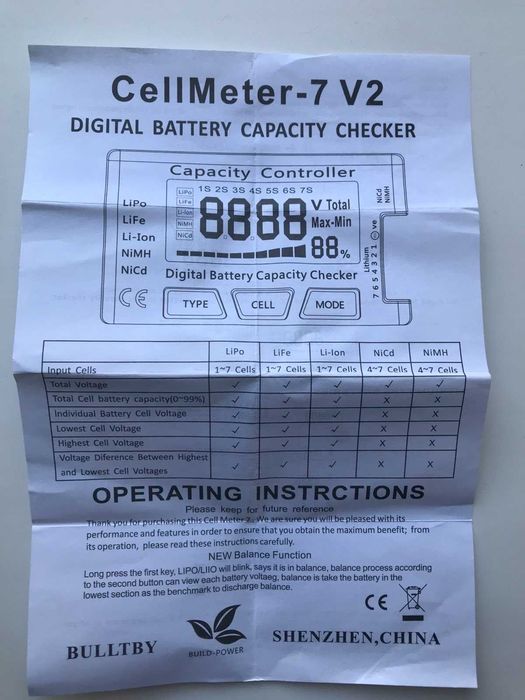 CellMeter-7 V2
DIGITAL BATTERY CAPACITY CHECKER
Capacity Controller
LiPo
LiFe
Li-Ion
NiMH
NiCd
LiPo
LiFe
Li-Ion
NiMH
NiCd
1S 2S 3S 4S 5S 6S 7S
8888
V Total
Max-Min
88%
Digital Battery Capacity Checker
CE
TYPE
CELL
MODE
NiCd
NiMH
Lithium
7 6 5 4 3 2 1 ⊖ ve
LiPo LiFe Li-Ion NiCd NiMH
Input Cells 1~7 Cells 1~7 Cells 1~7 Cells 4~7 Cells 4~7 Cells
Total Voltage ✓ ✓ ✓ ✓ ✓
Total Cell battery capacity(0~99%) ✓ ✓ ✓ X X
Individual Battery Cell Voltage ✓ ✓ ✓ X X
Lowest Cell Voltage ✓ ✓ ✓ X X
Highest Cell Voltage ✓ ✓ ✓ X X
Voltage Diference Between Highest
and Lowest Cell Voltages ✓ ✓ ✓ X X
OPERATING INSTRCTIONS
Please keep for future reference
Thank you for purchasing this Cell Meter 7. We are sure you will be pleased with its
performance and features in order to ensure that you obtain the maximum benefit; from
its operation, please read these instructions carefully.
NEW Balance Function
Long press the first key, LIPO/LIIO will blink, says it is in balance, balance process according
to the second button can view each battery voltaeg, balance is take the battery in the
lowest section as the benchmark to discharge balance.
CE
BULLTBY
BUILD-POWER
SHENZHEN,CHINA